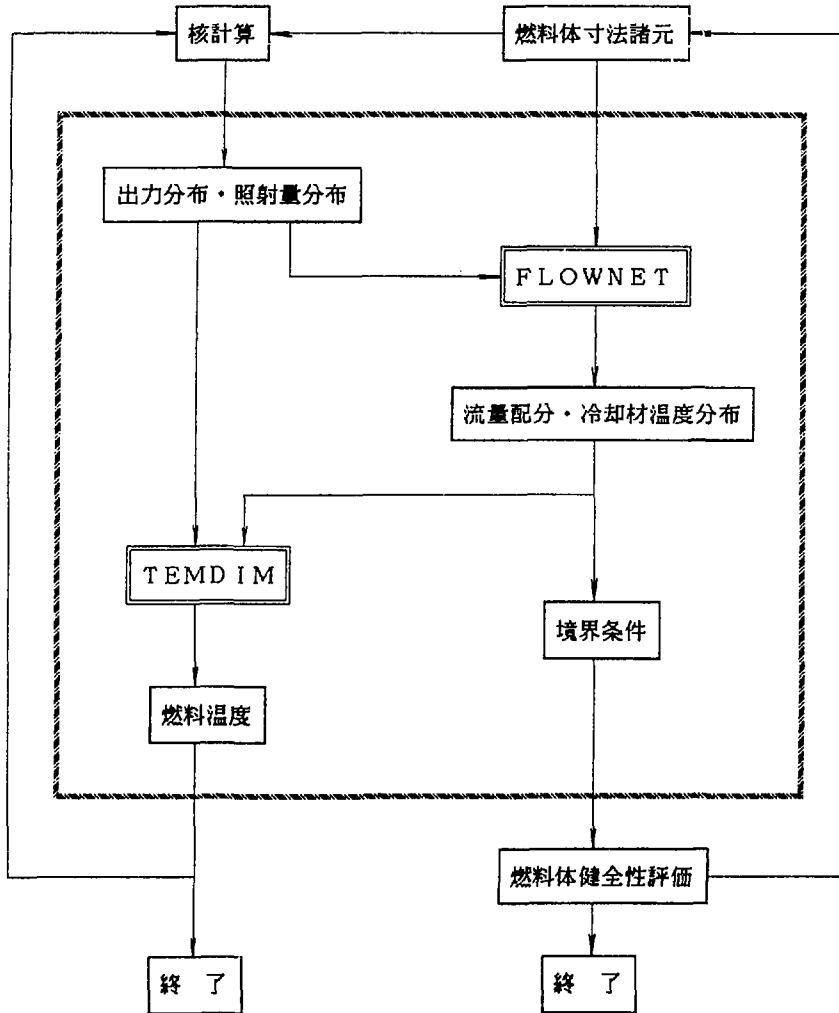 核計算
燃料体寸法諸元
出力分布・照射量分布
FLOWNET
流量配分・冷却材温度分布
TEMDIM
境界条件
燃料温度
燃料体健全性評価
終 了
終 了